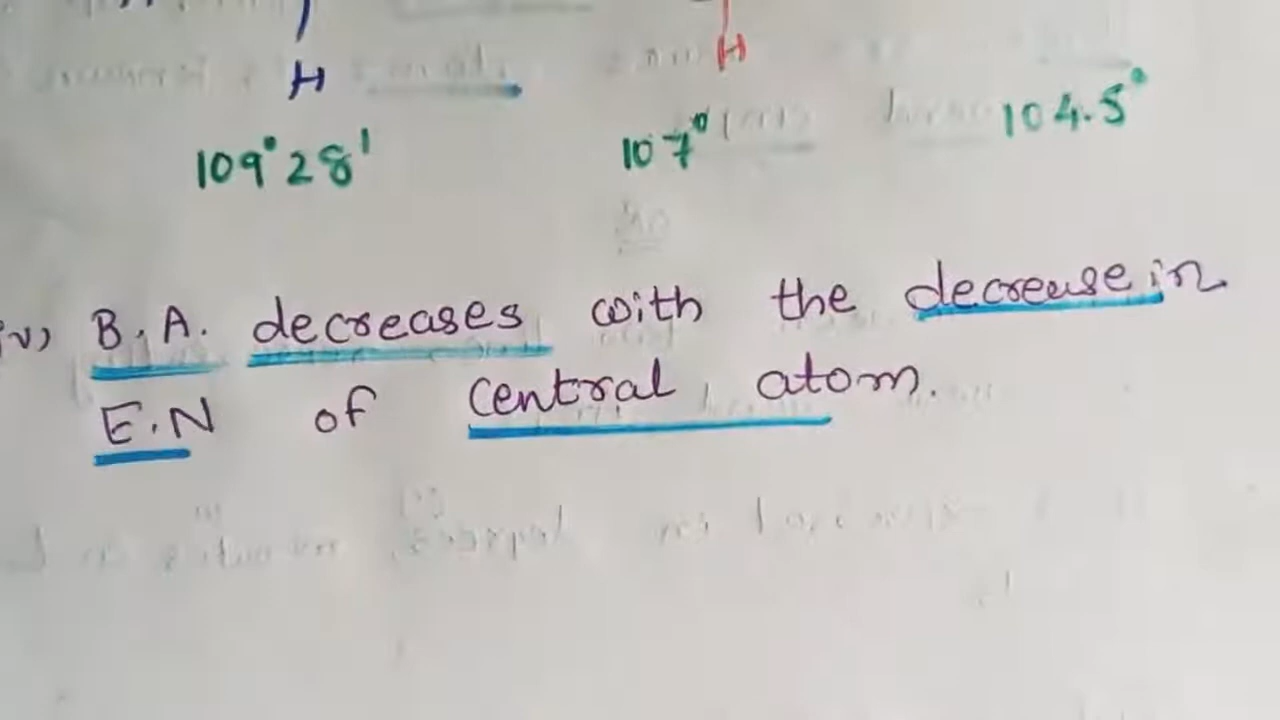 H H
109°28' 107° 104.5°
iv) B.A. decreases with the decrease in
E.N of central atom.